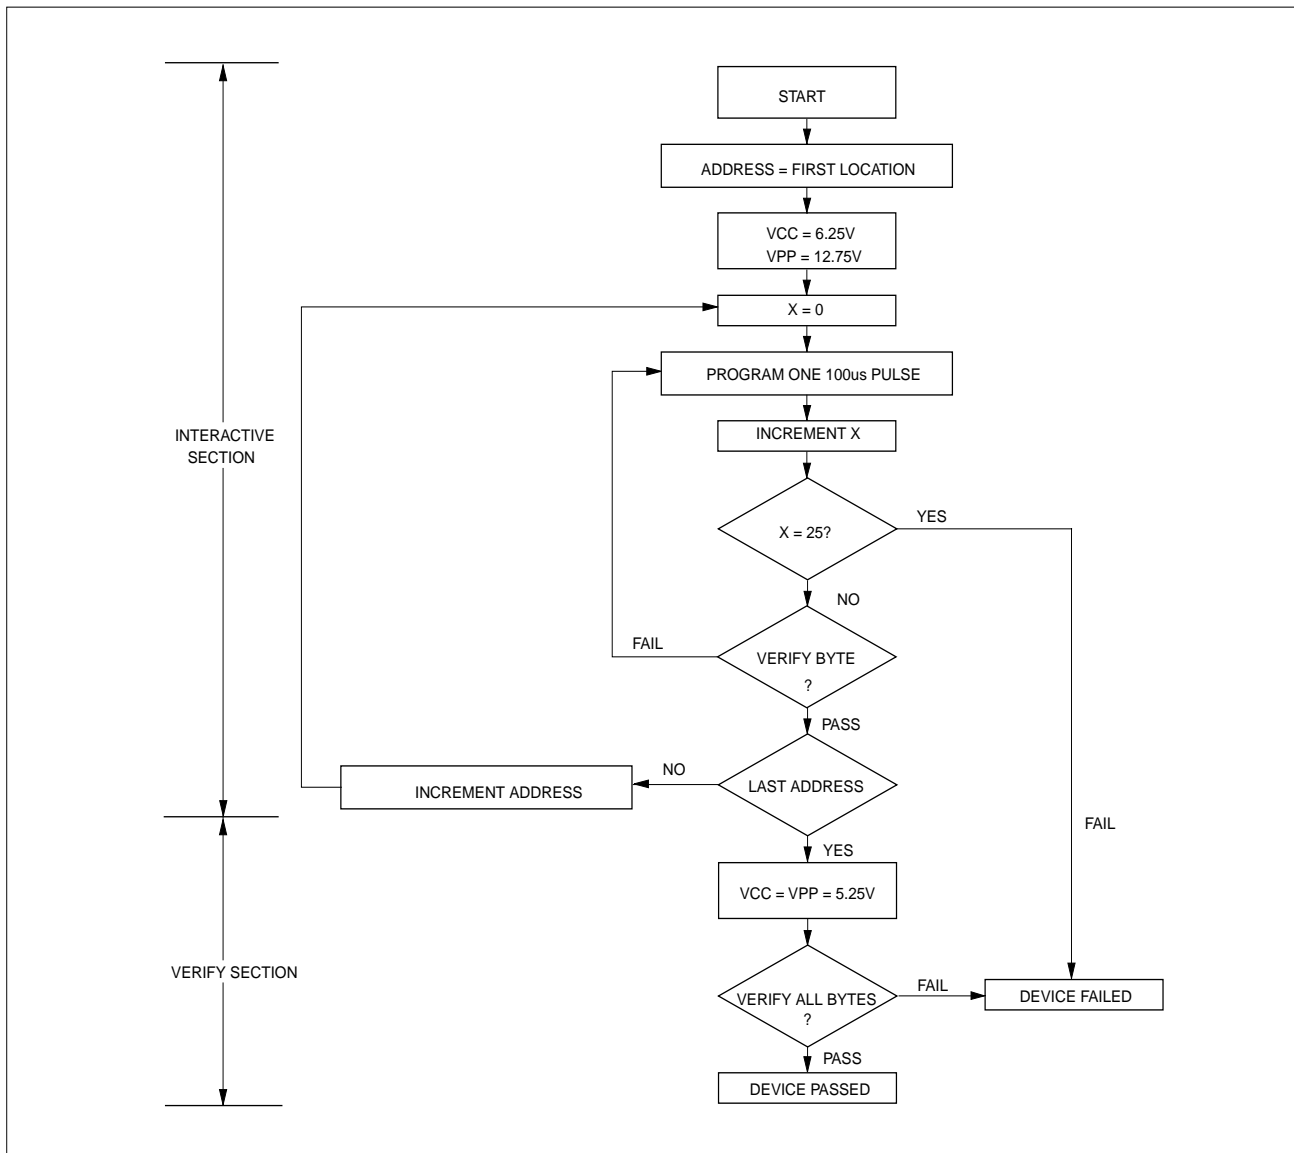 START
ADDRESS = FIRST LOCATION
VCC = 6.25V
VPP = 12.75V
X = 0
PROGRAM ONE 100us PULSE
INCREMENT X
INTERACTIVE
SECTION
X = 25?
YES
NO
FAIL
VERIFY BYTE
?
PASS
NO
LAST ADDRESS
INCREMENT ADDRESS
FAIL
YES
VCC = VPP = 5.25V
VERIFY SECTION
VERIFY ALL BYTES
?
FAIL
DEVICE FAILED
PASS
DEVICE PASSED